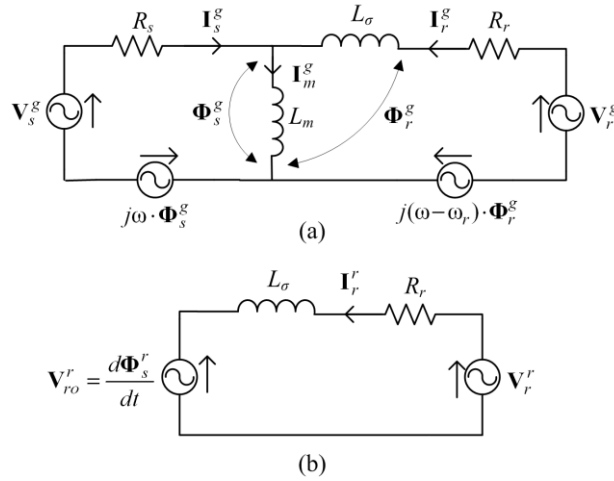 R_s I_s^g L_σ I_r^g R_r
I_m^g
V_s^g Φ_s^g L_m Φ_r^g V_r^g
jω·Φ_s^g j(ω−ω_r)·Φ_r^g
(a)
L_σ I_r^r R_r
V_ro^r = dΦ_s^r/dt V_r^r
(b)